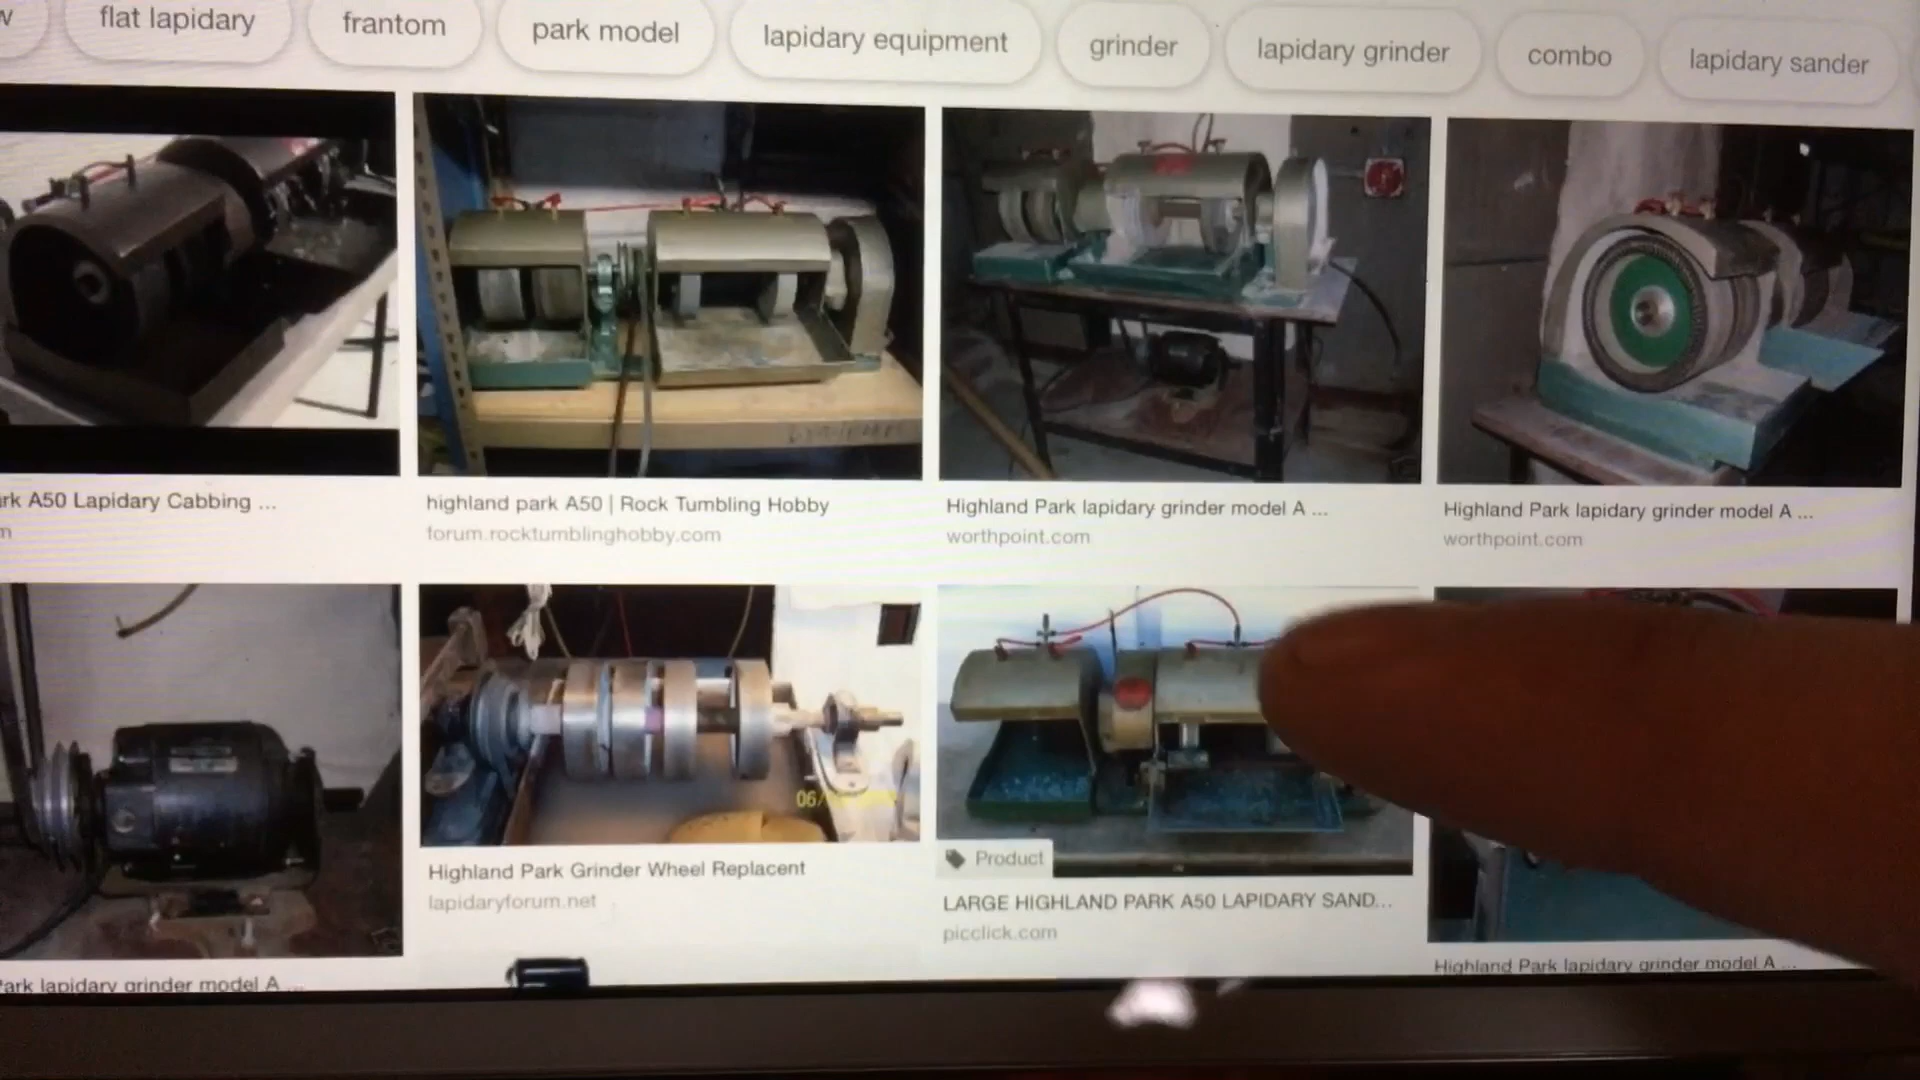 flat lapidary
frantom
park model
lapidary equipment
grinder
lapidary grinder
combo
lapidary sander
rk A50 Lapidary Cabbing ...
highland park A50 | Rock Tumbling Hobby
forum.rocktumblinghobby.com
Highland Park lapidary grinder model A ...
worthpoint.com
Highland Park lapidary grinder model A ...
worthpoint.com
06/
Product
ark lapidary grinder model A ...
Highland Park Grinder Wheel Replacent
lapidaryforum.net
LARGE HIGHLAND PARK A50 LAPIDARY SAND...
picclick.com
Highland Park lapidary grinder model A ...